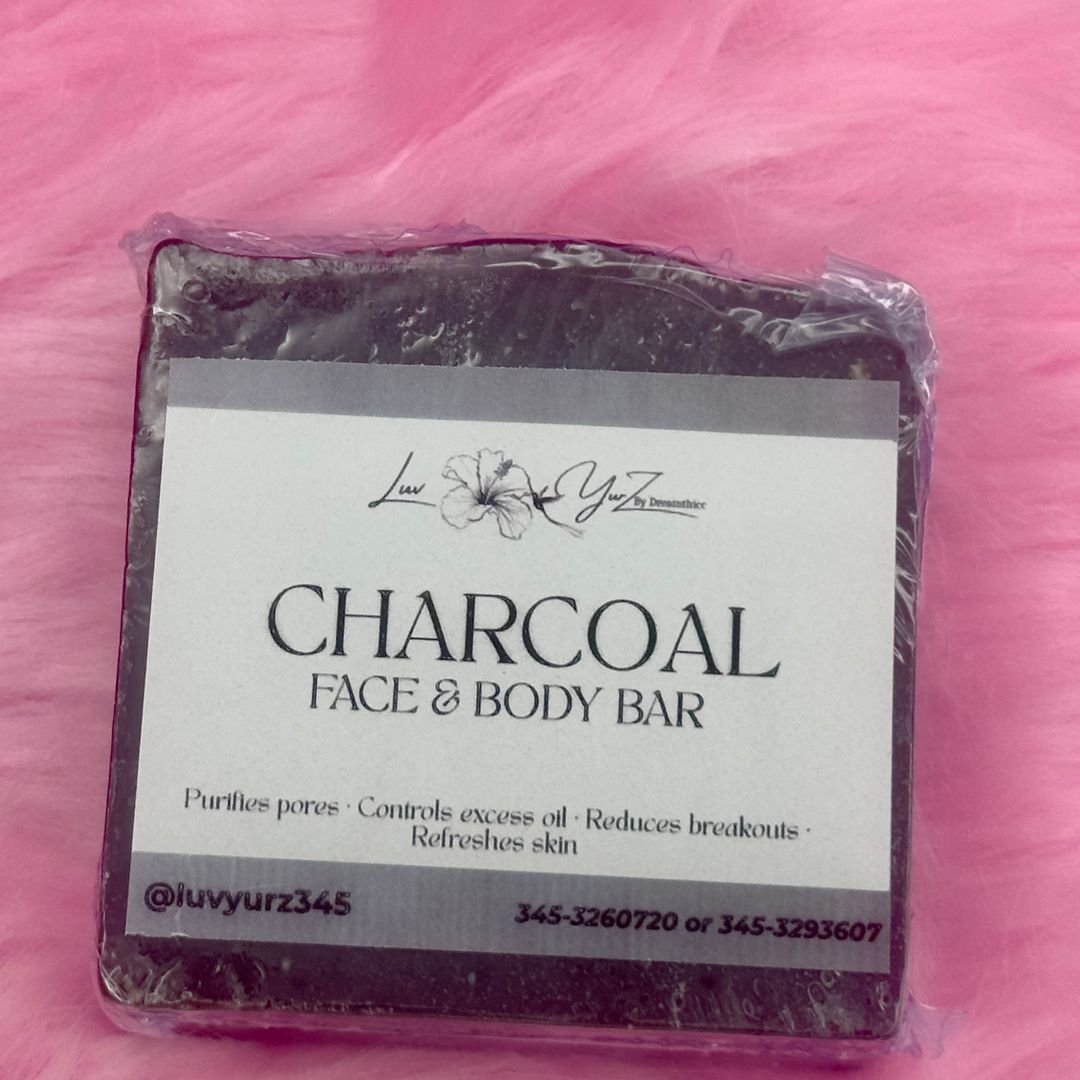 Luv YurZ
By Dreamthicc
CHARCOAL
FACE & BODY BAR
Purifies pores · Controls excess oil · Reduces breakouts ·
Refreshes skin
@luvyurz345
345-3260720 or 345-3293607